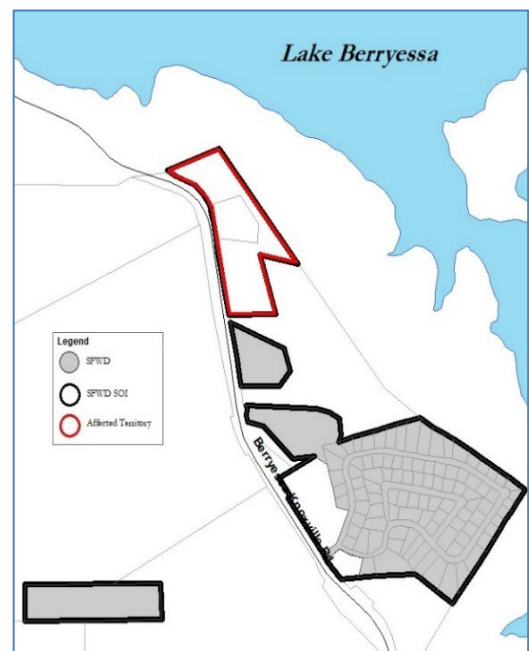 Lake Berryessa
Legend
SFWD
SFWD SOI
Affected Territory
Berrye
Knoxville Rd